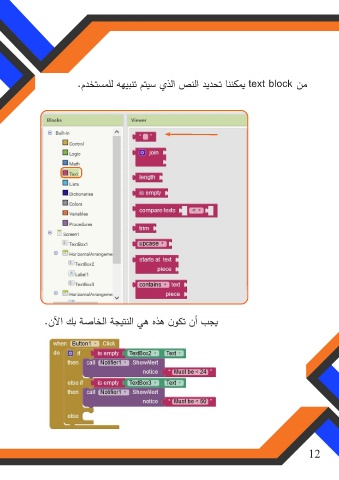 من text block يمكننا تحديد النص الذي سيتم تنبيهه للمستخدم.
Blocks
Viewer
Built-in
Control
Logic
Math
Text
Lists
Dictionaries
Colors
Variables
Procedures
Screen1
TextBox1
HorizontalArrangeme
TextBox2
Label1
TextBox3
HorizontalArrangeme
" "
join
length
is empty
compare texts < 
trim
upcase
starts at text
piece
contains text
piece
يجب أن تكون هذه هي النتيجة الخاصة بك الآن.
when Button1 .Click
do if is empty TextBox2 . Text
then call Notifier1 .ShowAlert
notice " Must be < 24 "
else if is empty TextBox3 . Text
then call Notifier1 .ShowAlert
notice " Must be < 60 "
else
12